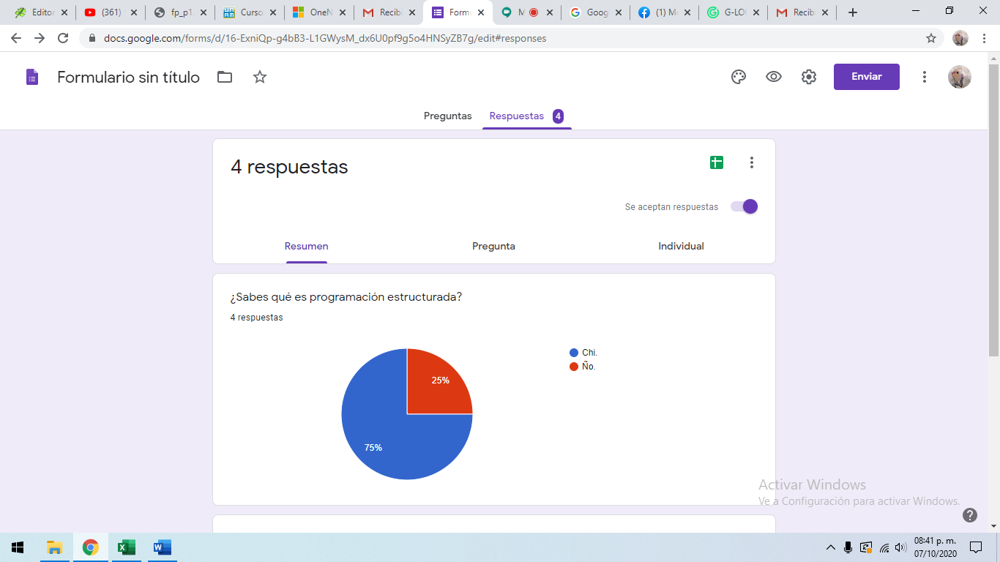 Editor
(361)
fp_p1
Curso
OneN
Recib
Form
M
Goog
(1) M
G-LO
Recib
docs.google.com/forms/d/16-ExniQp-g4bB3-L1GWysM_dx6U0pf9g5o4HNSyZB7g/edit#responses
Formulario sin título
Enviar
Preguntas Respuestas 4
4 respuestas
Se aceptan respuestas
Resumen Pregunta Individual
¿Sabes qué es programación estructurada?
4 respuestas
Chi.
Ño.
25%
75%
Activar Windows
Ve a Configuración para activar Windows.
08:41 p. m.
07/10/2020